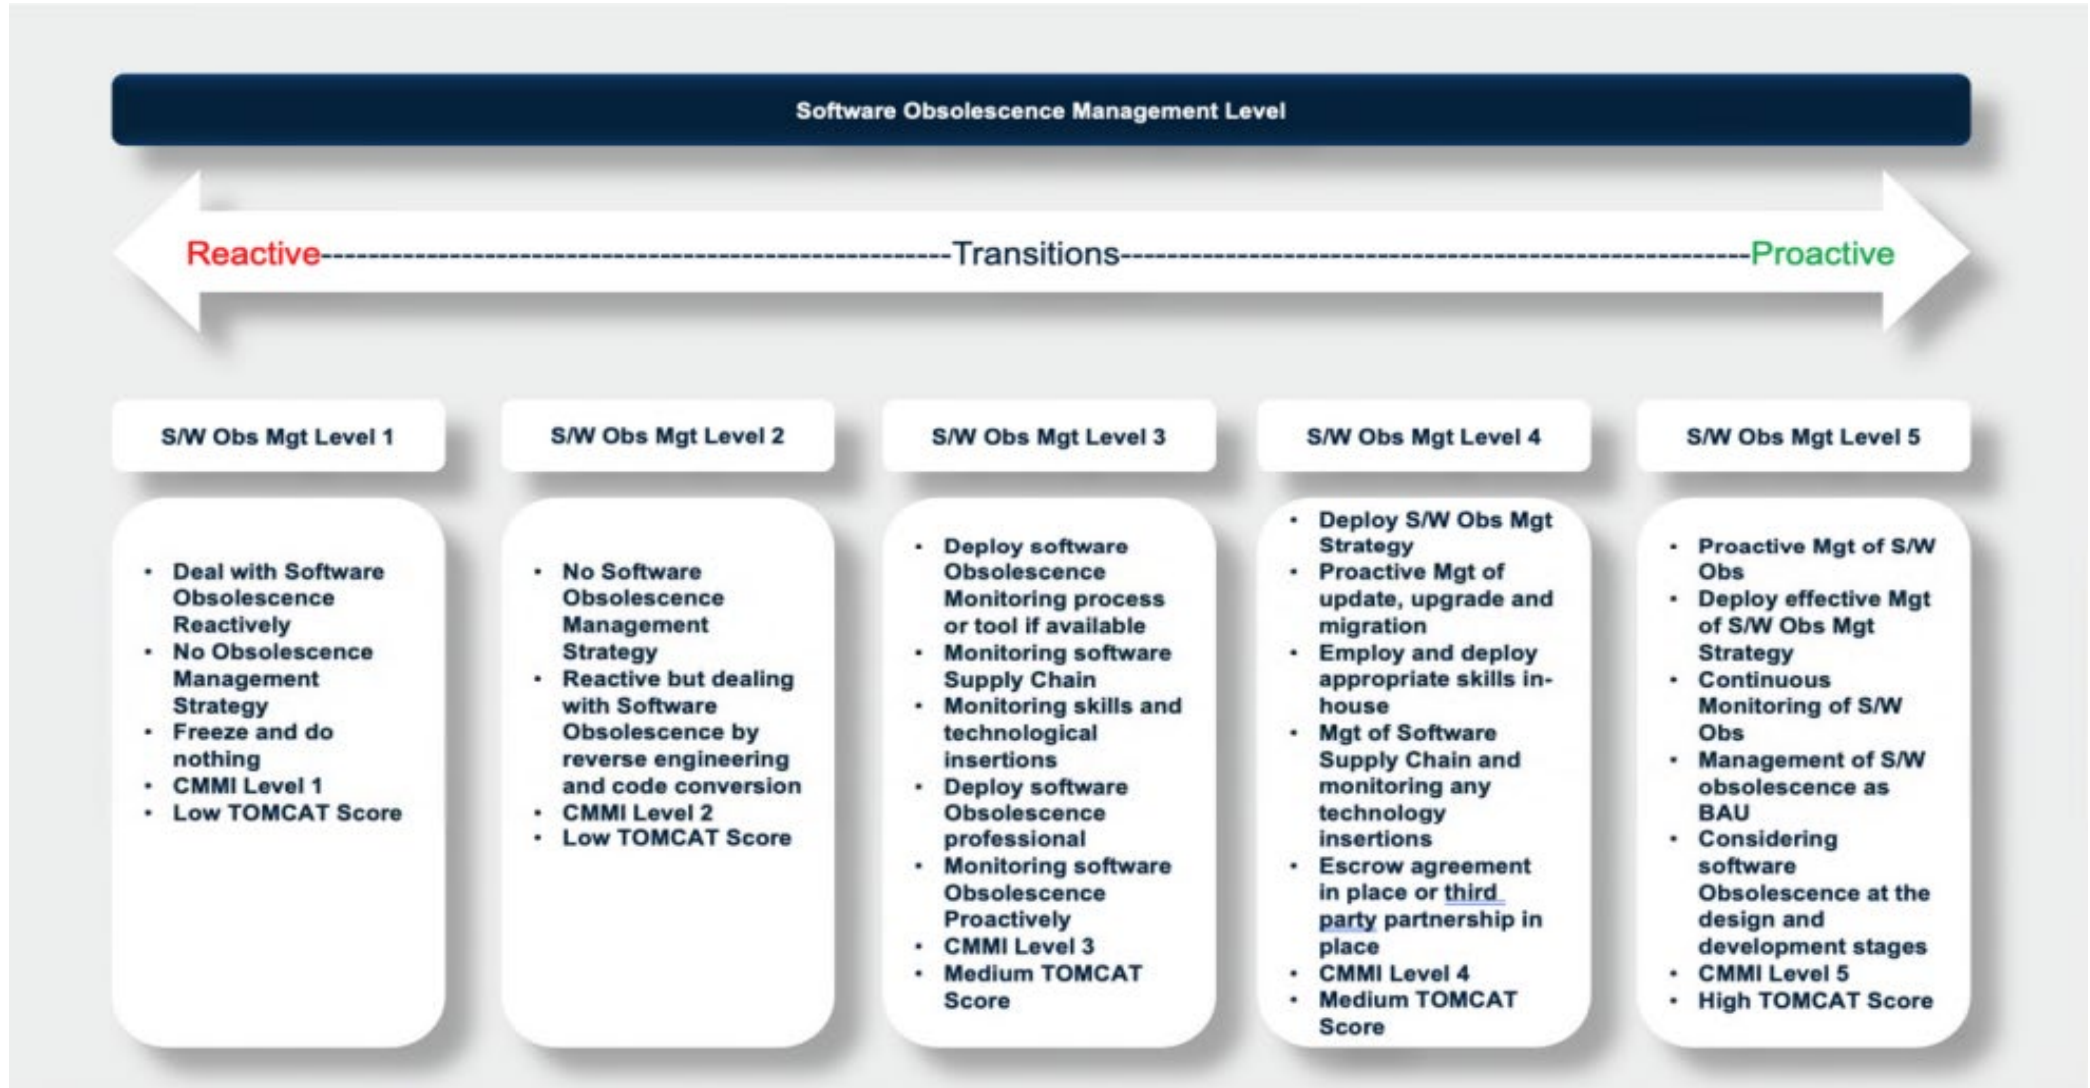 Software Obsolescence Management Level
Reactive------------------------------------------------------Transitions------------------------------------------------------Proactive
S/W Obs Mgt Level 1
• Deal with Software
Obsolescence
Reactively
• No Obsolescence
Management
Strategy
• Freeze and do
nothing
• CMMI Level 1
• Low TOMCAT Score
S/W Obs Mgt Level 2
• No Software
Obsolescence
Management
Strategy
• Reactive but dealing
with Software
Obsolescence by
reverse engineering
and code conversion
• CMMI Level 2
• Low TOMCAT Score
S/W Obs Mgt Level 3
• Deploy software
Obsolescence
Monitoring process
or tool if available
• Monitoring software
Supply Chain
• Monitoring skills and
technological
insertions
• Deploy software
Obsolescence
professional
• Monitoring software
Obsolescence
Proactively
• CMMI Level 3
• Medium TOMCAT
Score
S/W Obs Mgt Level 4
• Deploy S/W Obs Mgt
Strategy
• Proactive Mgt of
update, upgrade and
migration
• Employ and deploy
appropriate skills in-
house
• Mgt of Software
Supply Chain and
monitoring any
technology
insertions
• Escrow agreement
in place or third
party partnership in
place
• CMMI Level 4
• Medium TOMCAT
Score
S/W Obs Mgt Level 5
• Proactive Mgt of S/W
Obs
• Deploy effective Mgt
of S/W Obs Mgt
Strategy
• Continuous
Monitoring of S/W
Obs
• Management of S/W
obsolescence as
BAU
• Considering
software
Obsolescence at the
design and
development stages
• CMMI Level 5
• High TOMCAT Score